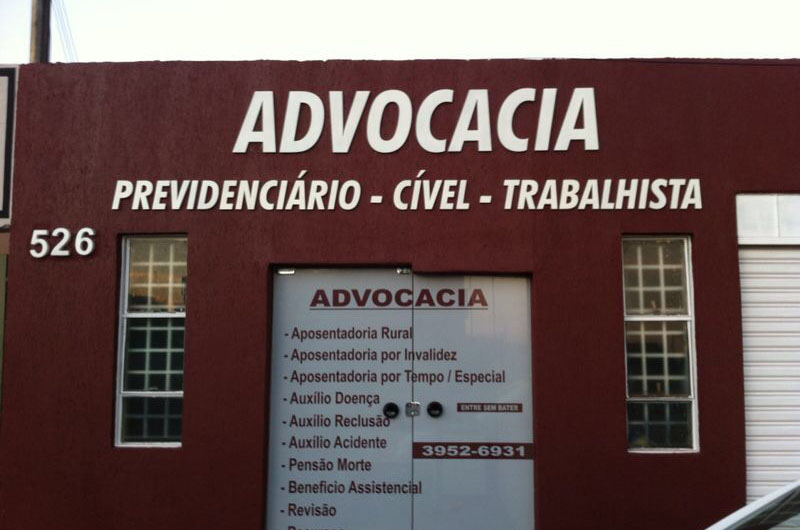 ADVOCACIA
PREVIDENCIÁRIO - CÍVEL - TRABALHISTA
526
ADVOCACIA
- Aposentadoria Rural
- Aposentadoria por Invalidez
- Aposentadoria por Tempo / Especial
- Auxílio Doença
ENTRE SEM BATER
- Auxílio Reclusão
- Auxílio Acidente
3952-6931
- Pensão Morte
- Beneficio Assistencial
- Revisão